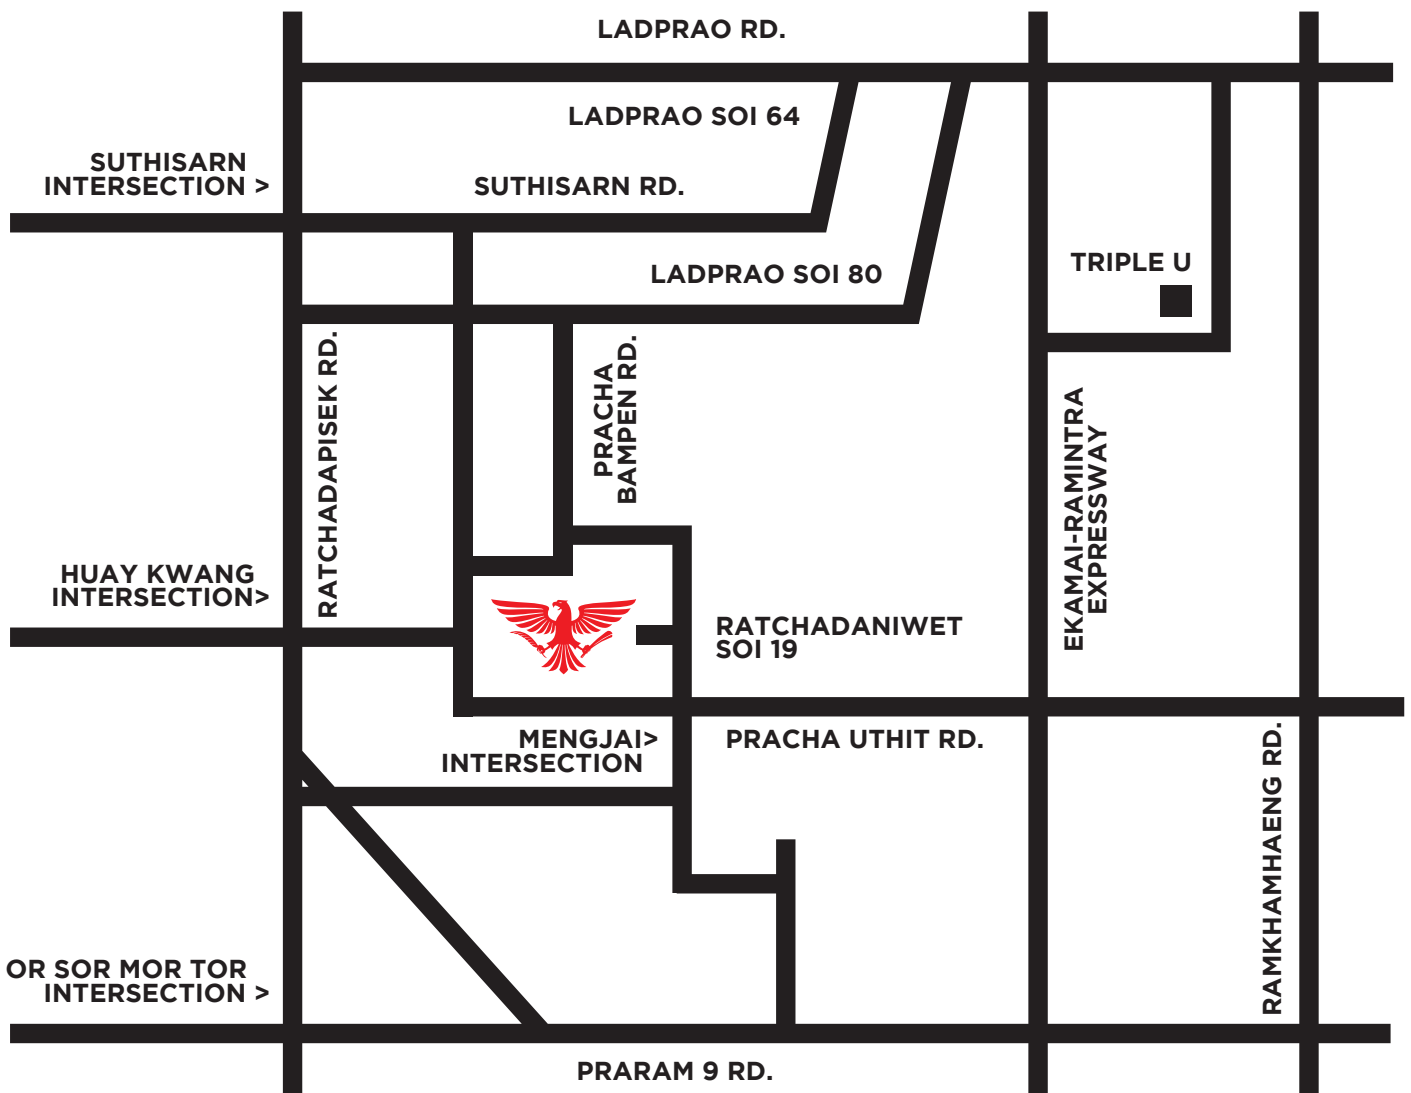 LADPRAO RD.
LADPRAO SOI 64
SUTHISARN
INTERSECTION >
SUTHISARN RD.
LADPRAO SOI 80
TRIPLE U
RATCHADAPISEK RD.
PRACHA
BAMPEN RD.
EKAMAI-RAMINTRA
EXPRESSWAY
HUAY KWANG
INTERSECTION>
RATCHADANIWET
SOI 19
MENGJAI>
INTERSECTION
PRACHA UTHIT RD.
RAMKHAMHAENG RD.
OR SOR MOR TOR
INTERSECTION >
PRARAM 9 RD.